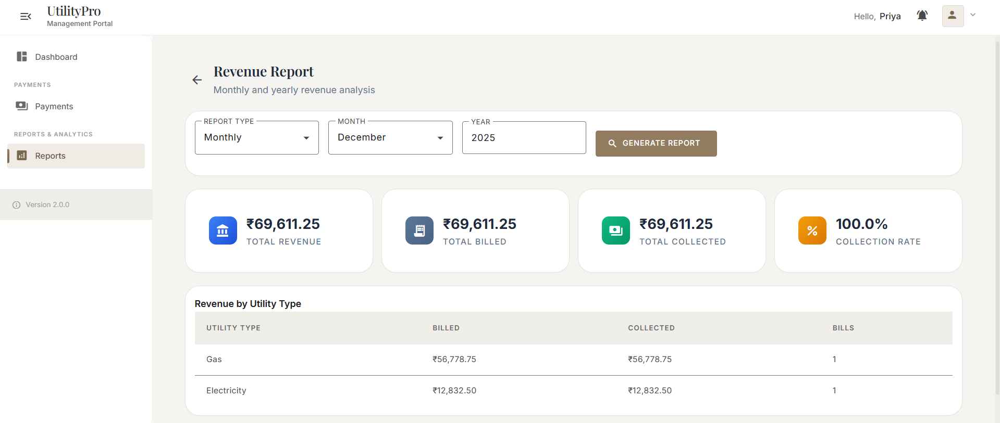 UtilityPro
Management Portal
Hello, Priya
Dashboard
PAYMENTS
Payments
REPORTS & ANALYTICS
Reports
Version 2.0.0
Revenue Report
Monthly and yearly revenue analysis
REPORT TYPE
Monthly
MONTH
December
YEAR
2025
GENERATE REPORT
₹69,611.25
TOTAL REVENUE
₹69,611.25
TOTAL BILLED
₹69,611.25
TOTAL COLLECTED
100.0%
COLLECTION RATE
Revenue by Utility Type
UTILITY TYPE BILLED COLLECTED BILLS
Gas ₹56,778.75 ₹56,778.75 1
Electricity ₹12,832.50 ₹12,832.50 1